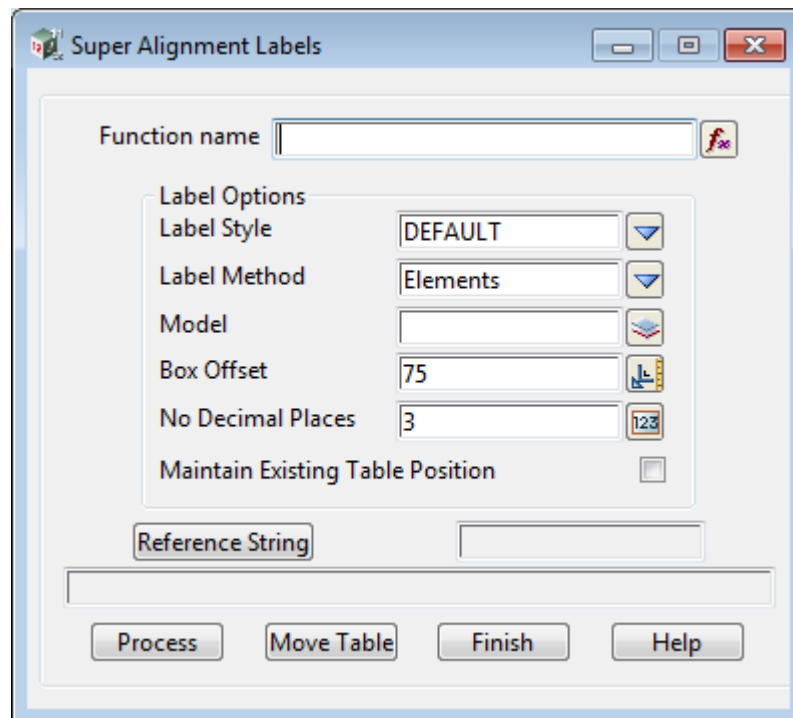 Super Alignment Labels
Function name
Label Options
Label Style DEFAULT
Label Method Elements
Model
Box Offset 75
No Decimal Places 3 123
Maintain Existing Table Position
Reference String
Process Move Table Finish Help